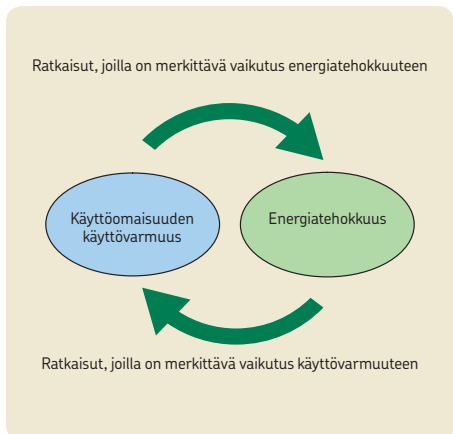 Ratkaisut, joilla on merkittävä vaikutus energiatehokkuuteen
Käyttöomaisuuden
käyttövarmuus
Energiatehokkuus
Ratkaisut, joilla on merkittävä vaikutus käyttövarmuuteen